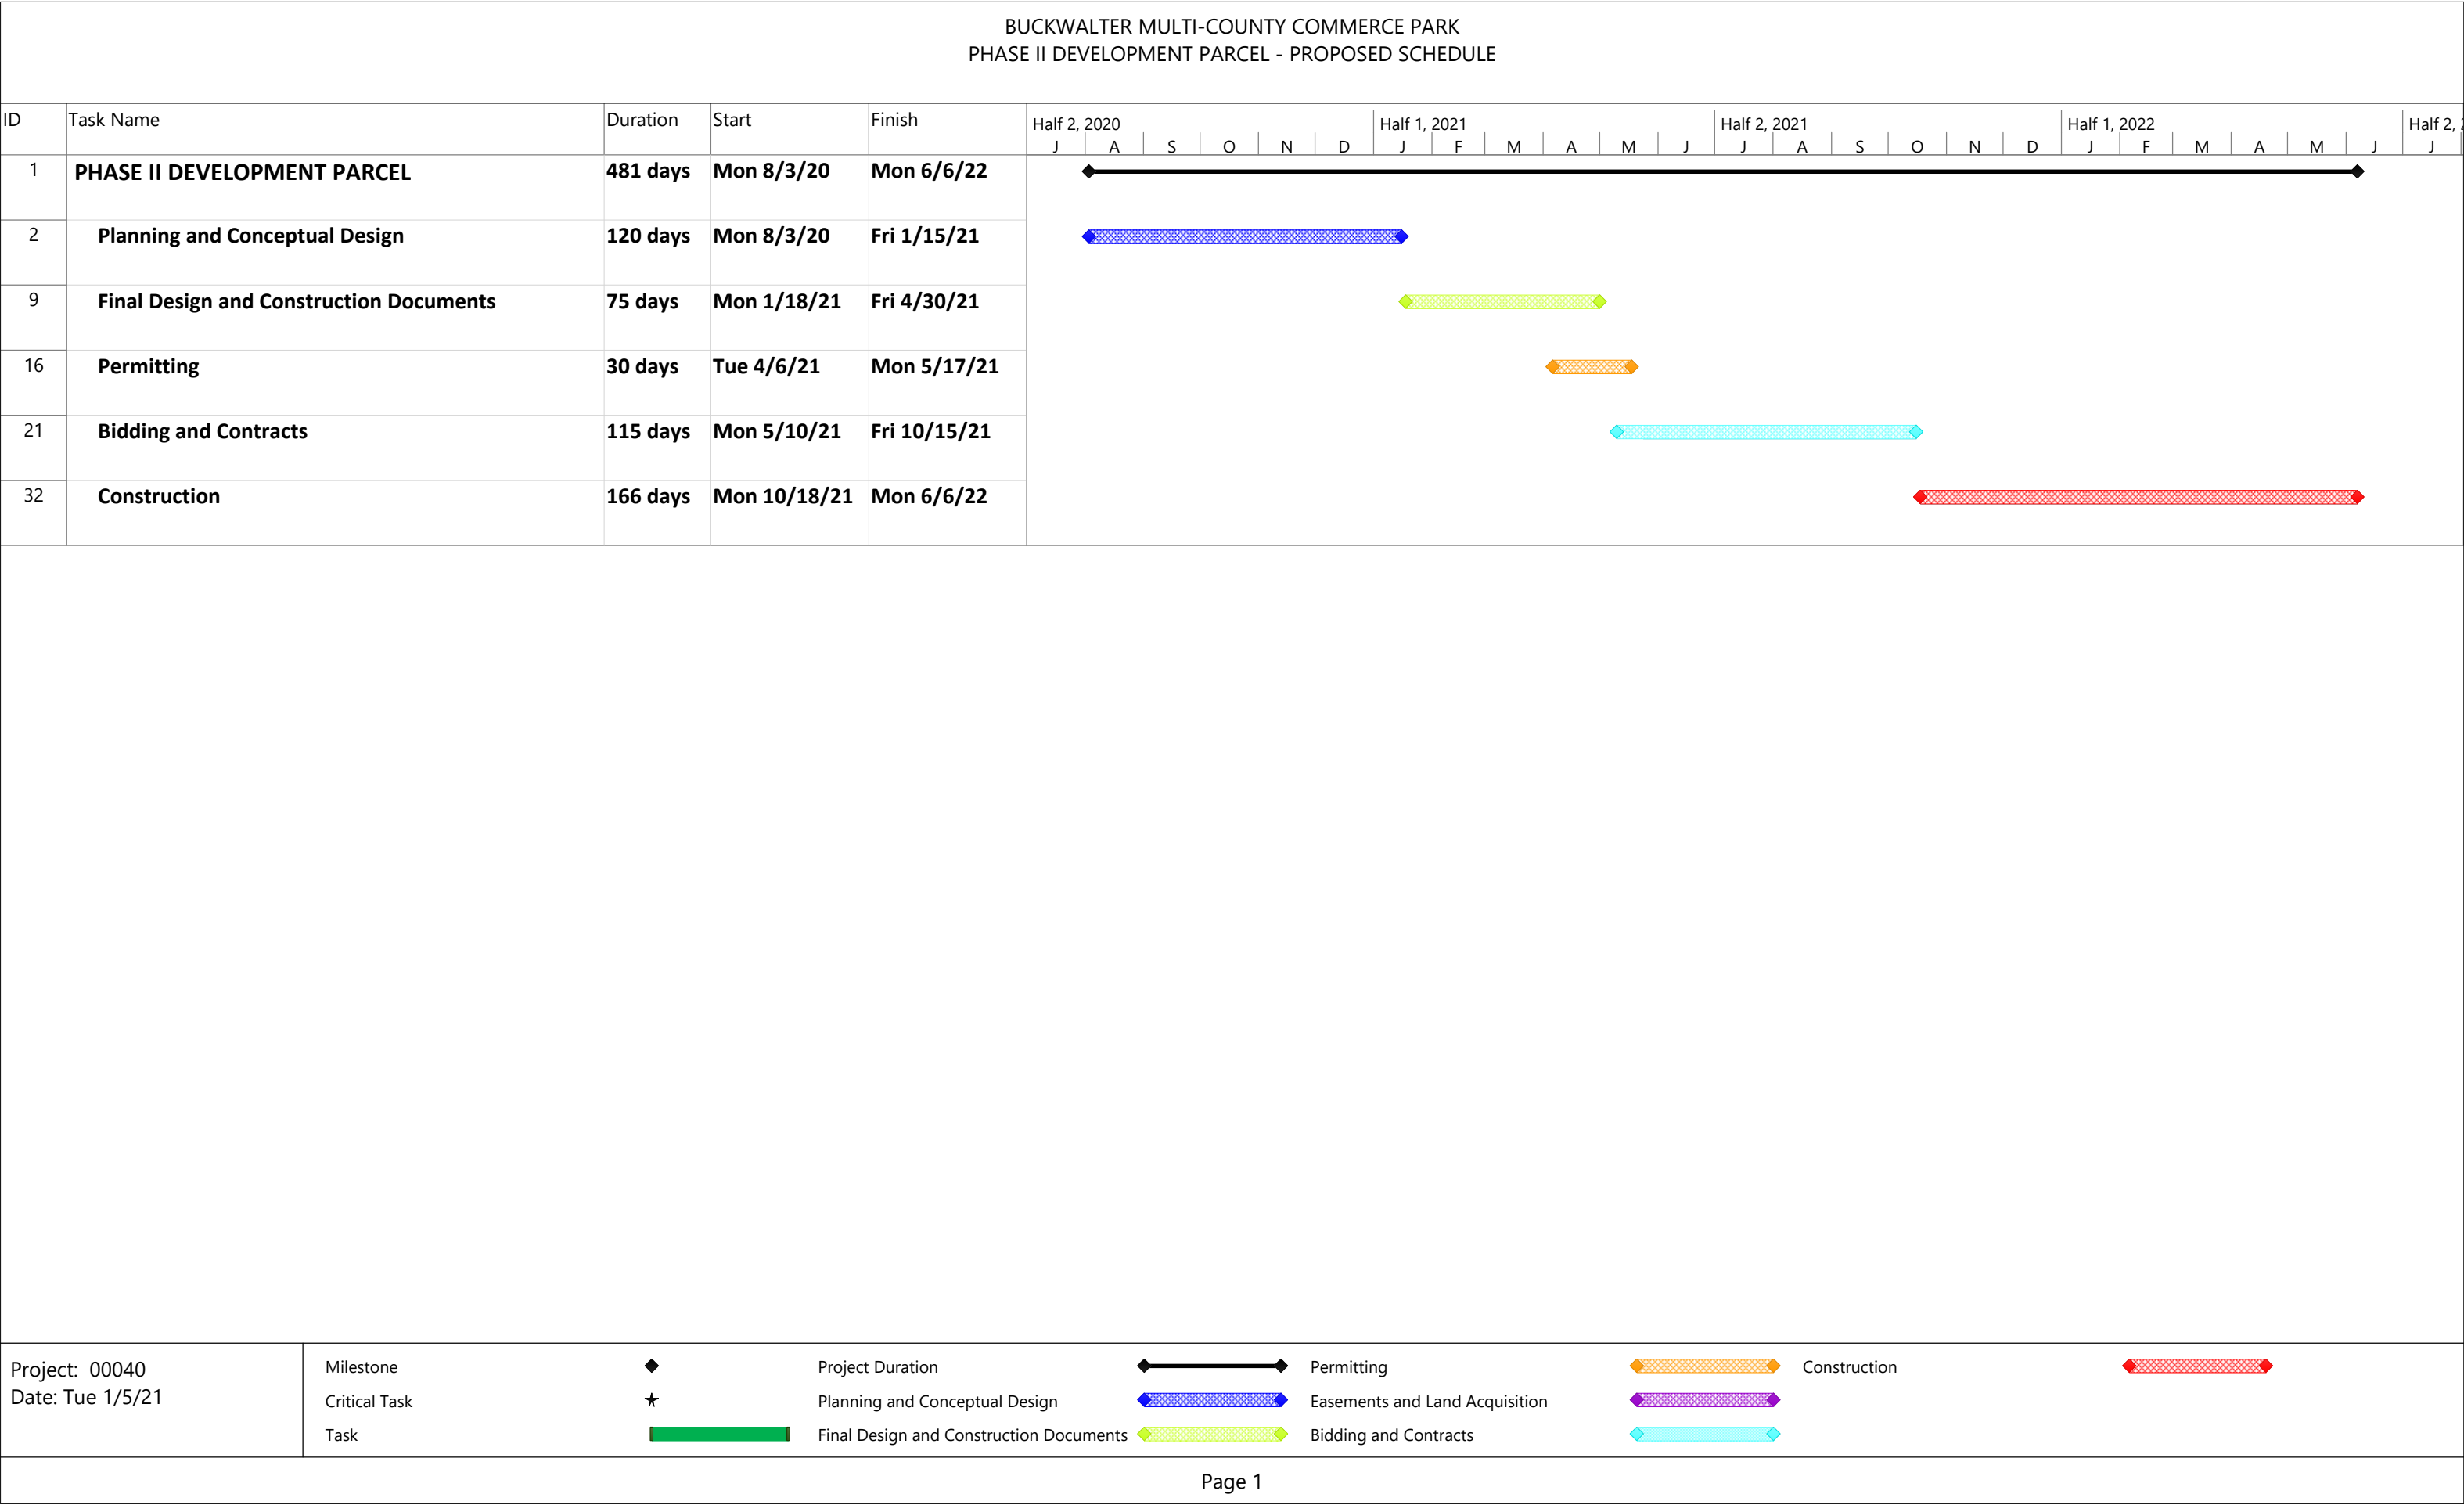 BUCKWALTER MULTI-COUNTY COMMERCE PARK
PHASE II DEVELOPMENT PARCEL - PROPOSED SCHEDULE
ID Task Name Duration Start Finish
Half 2, 2020 Half 1, 2021 Half 2, 2021 Half 1, 2022 Half 2,
J A S O N D J F M A M J J A S O N D J F M A M J J
1 PHASE II DEVELOPMENT PARCEL 481 days Mon 8/3/20 Mon 6/6/22
2 Planning and Conceptual Design 120 days Mon 8/3/20 Fri 1/15/21
9 Final Design and Construction Documents 75 days Mon 1/18/21 Fri 4/30/21
16 Permitting 30 days Tue 4/6/21 Mon 5/17/21
21 Bidding and Contracts 115 days Mon 5/10/21 Fri 10/15/21
32 Construction 166 days Mon 10/18/21 Mon 6/6/22
Project: 00040
Date: Tue 1/5/21
Milestone
Critical Task
Task
Project Duration
Planning and Conceptual Design
Final Design and Construction Documents
Permitting
Easements and Land Acquisition
Bidding and Contracts
Construction
Page 1